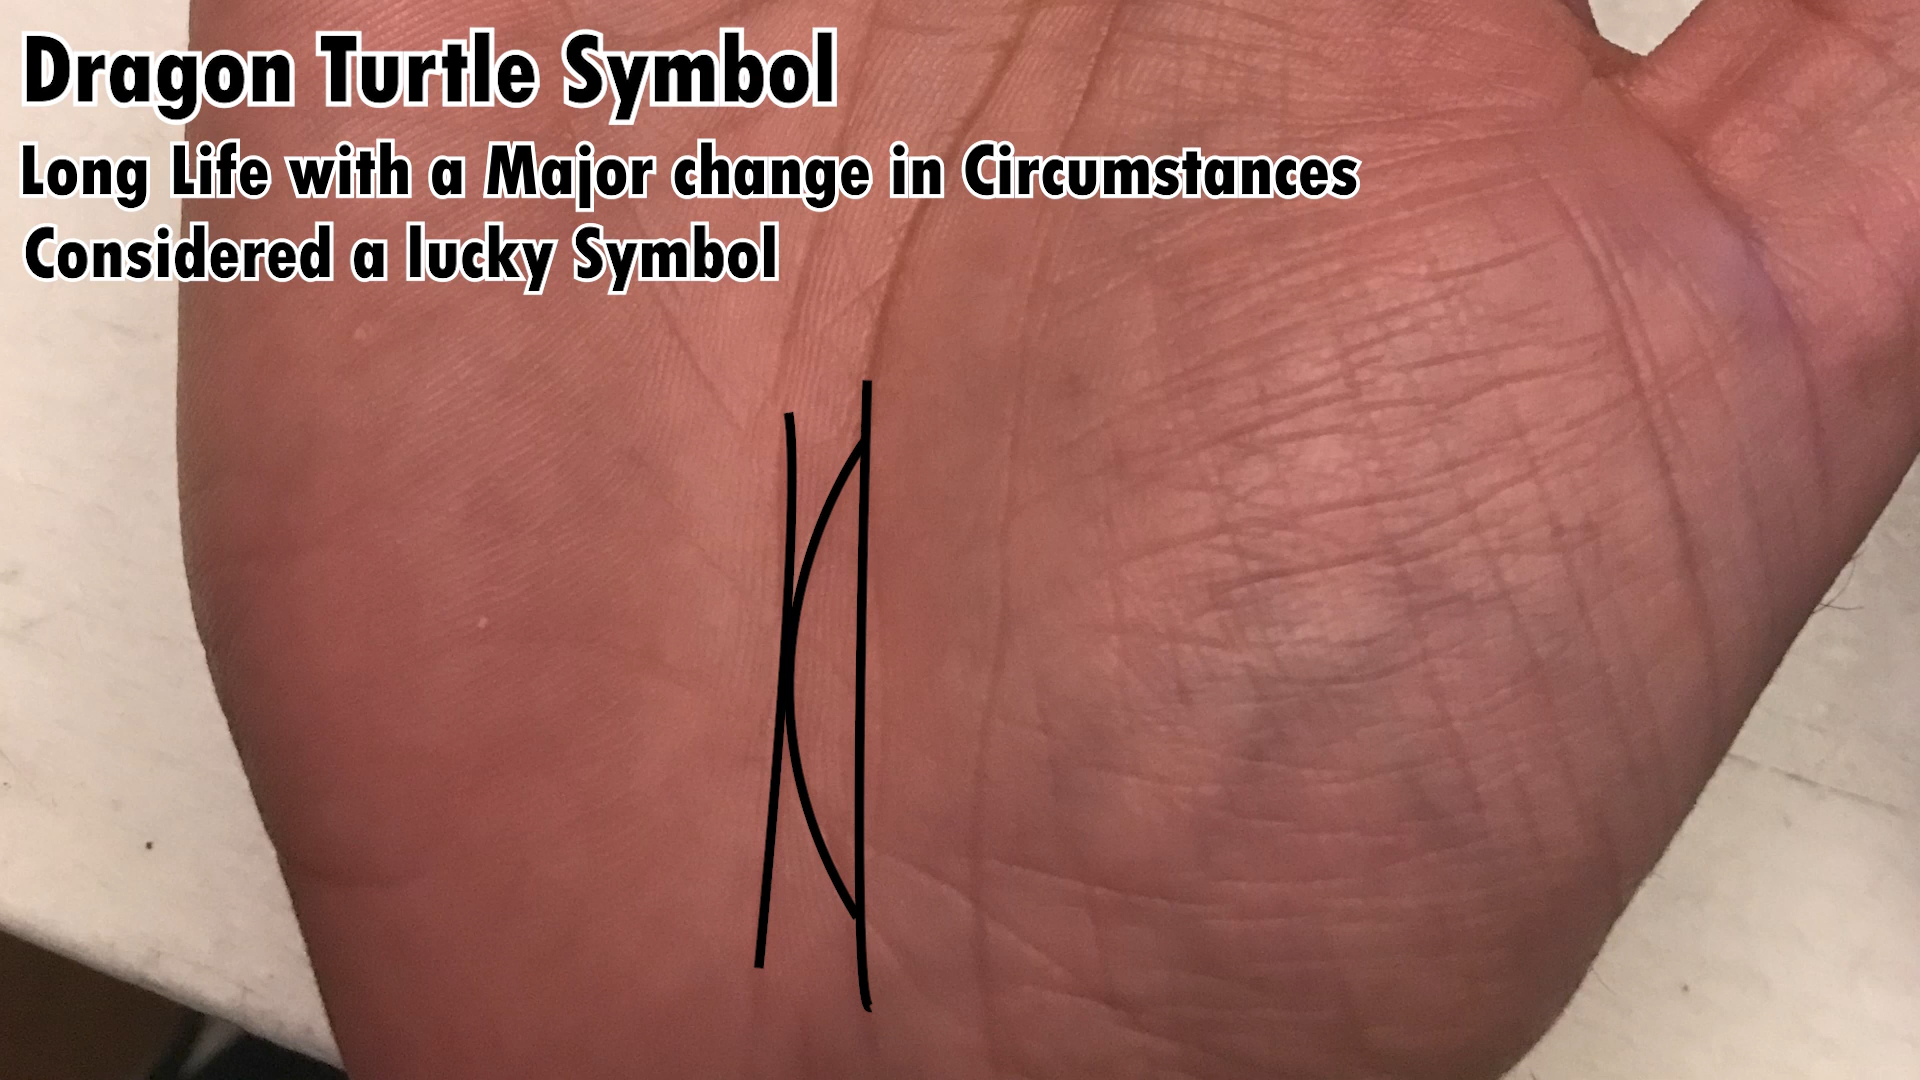 Dragon Turtle Symbol
Long Life with a Major change in Circumstances
Considered a lucky Symbol